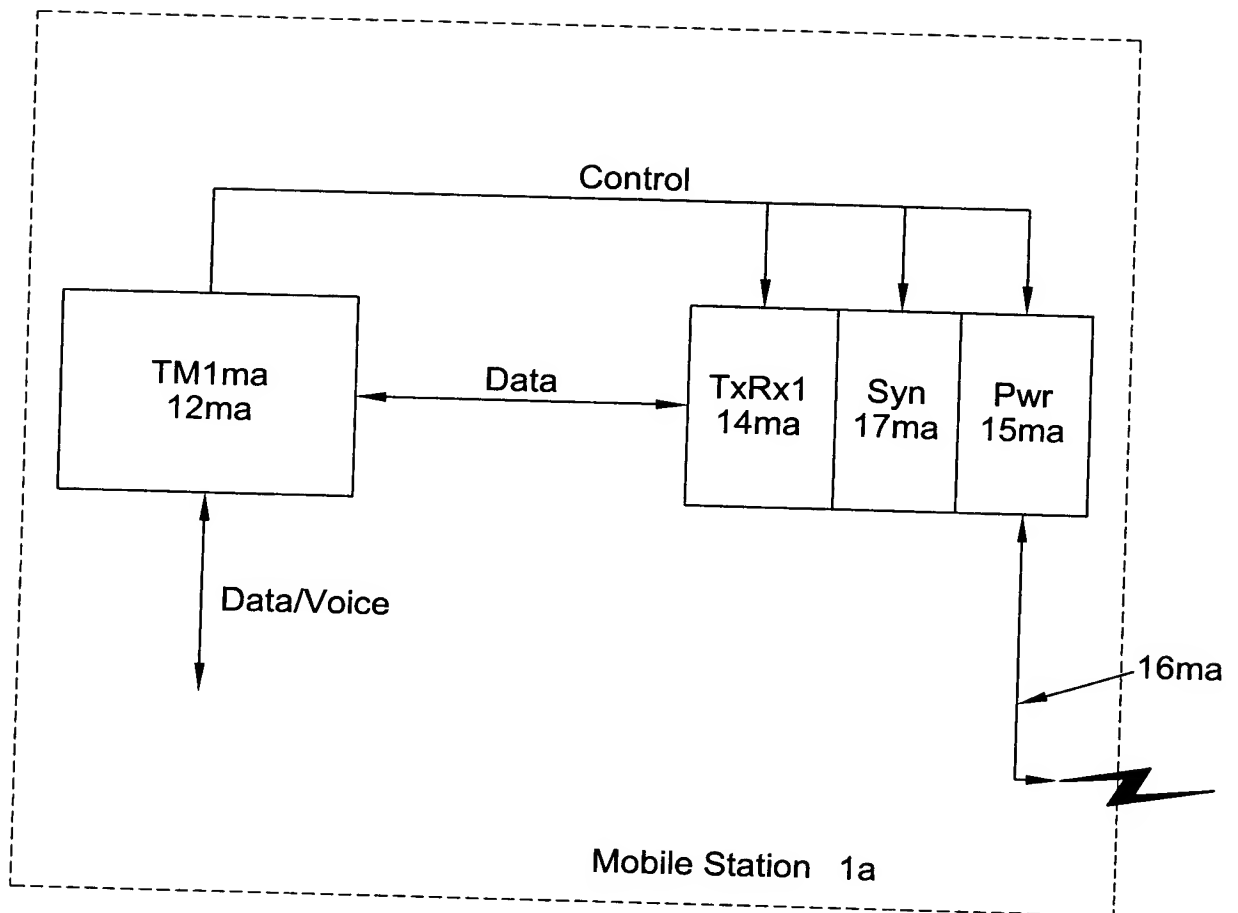 Control
TM1ma
12ma
Data
TxRx1
14ma
Syn
17ma
Pwr
15ma
Data/Voice
16ma
Mobile Station 1a